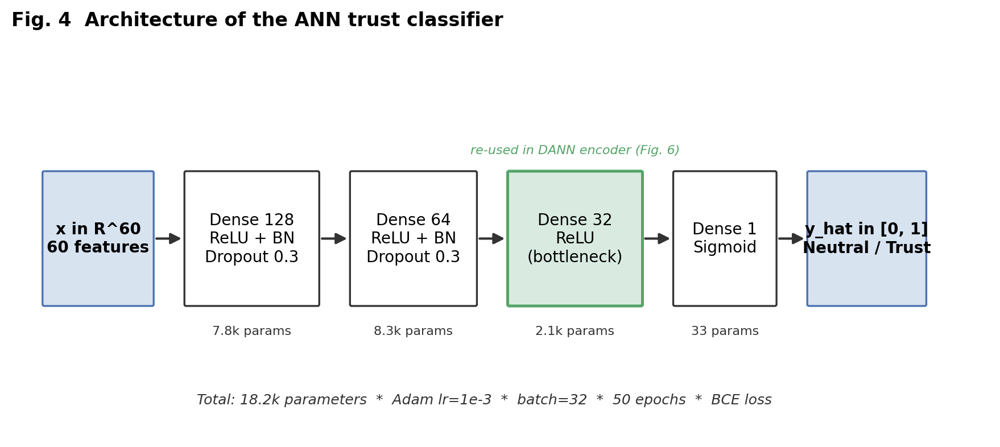 Fig. 4  Architecture of the ANN trust classifier
re-used in DANN encoder (Fig. 6)
x in R^60
60 features
Dense 128
ReLU + BN
Dropout 0.3
Dense 64
ReLU + BN
Dropout 0.3
Dense 32
ReLU
(bottleneck)
Dense 1
Sigmoid
y_hat in [0, 1]
Neutral / Trust
7.8k params
8.3k params
2.1k params
33 params
Total: 18.2k parameters  *  Adam lr=1e-3  *  batch=32  *  50 epochs  *  BCE loss